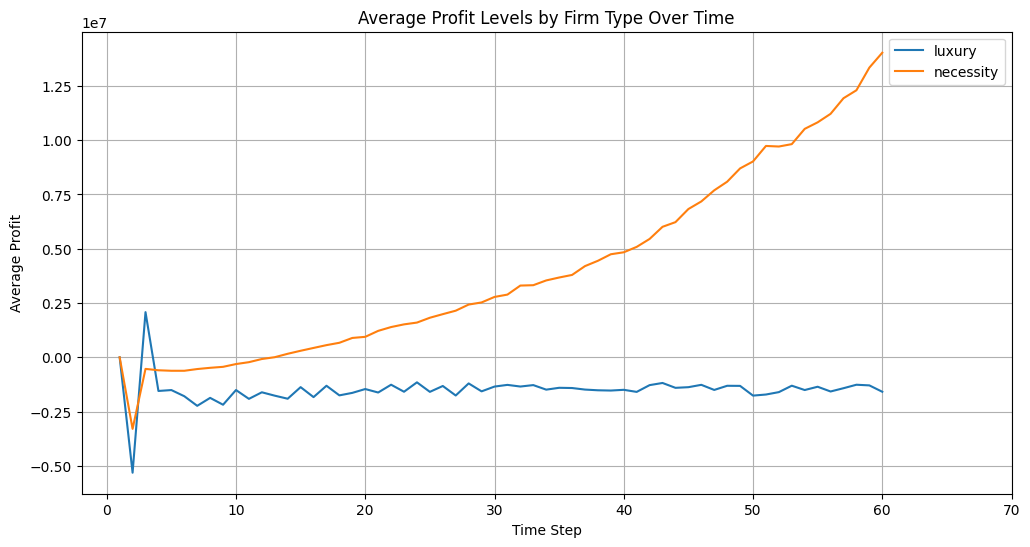 Average Profit Levels by Firm Type Over Time
1e7
luxury
necessity
1.25
1.00
0.75
0.50
0.25
0.00
−0.25
−0.50
Average Profit
0 10 20 30 40 50 60 70
Time Step